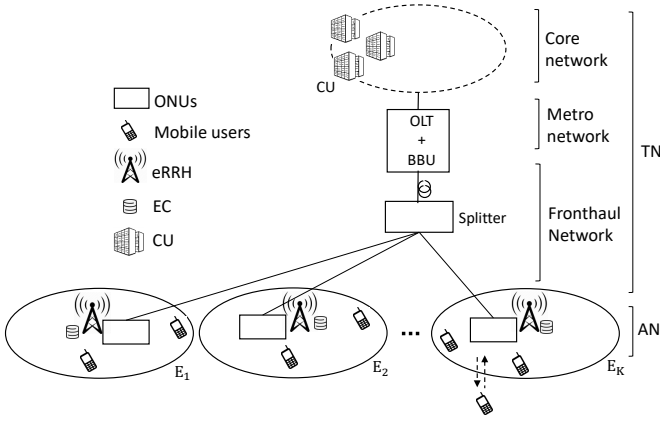 Core
network
CU
OLT
+
BBU
Metro
network
TN
ONUs
Mobile users
eRRH
EC
CU
Splitter
Fronthaul
Network
...
AN
E₁
E₂
E_K